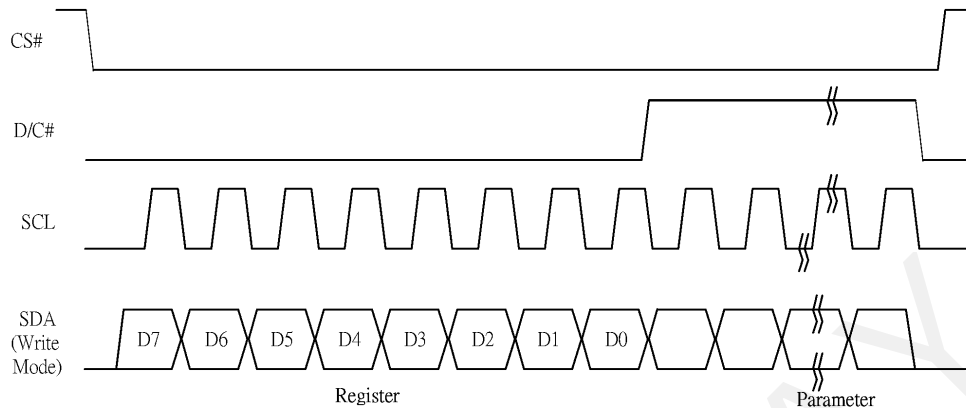 CS#
D/C#
SCL
SDA
(Write
Mode)
D7 D6 D5 D4 D3 D2 D1 D0
Register
Parameter